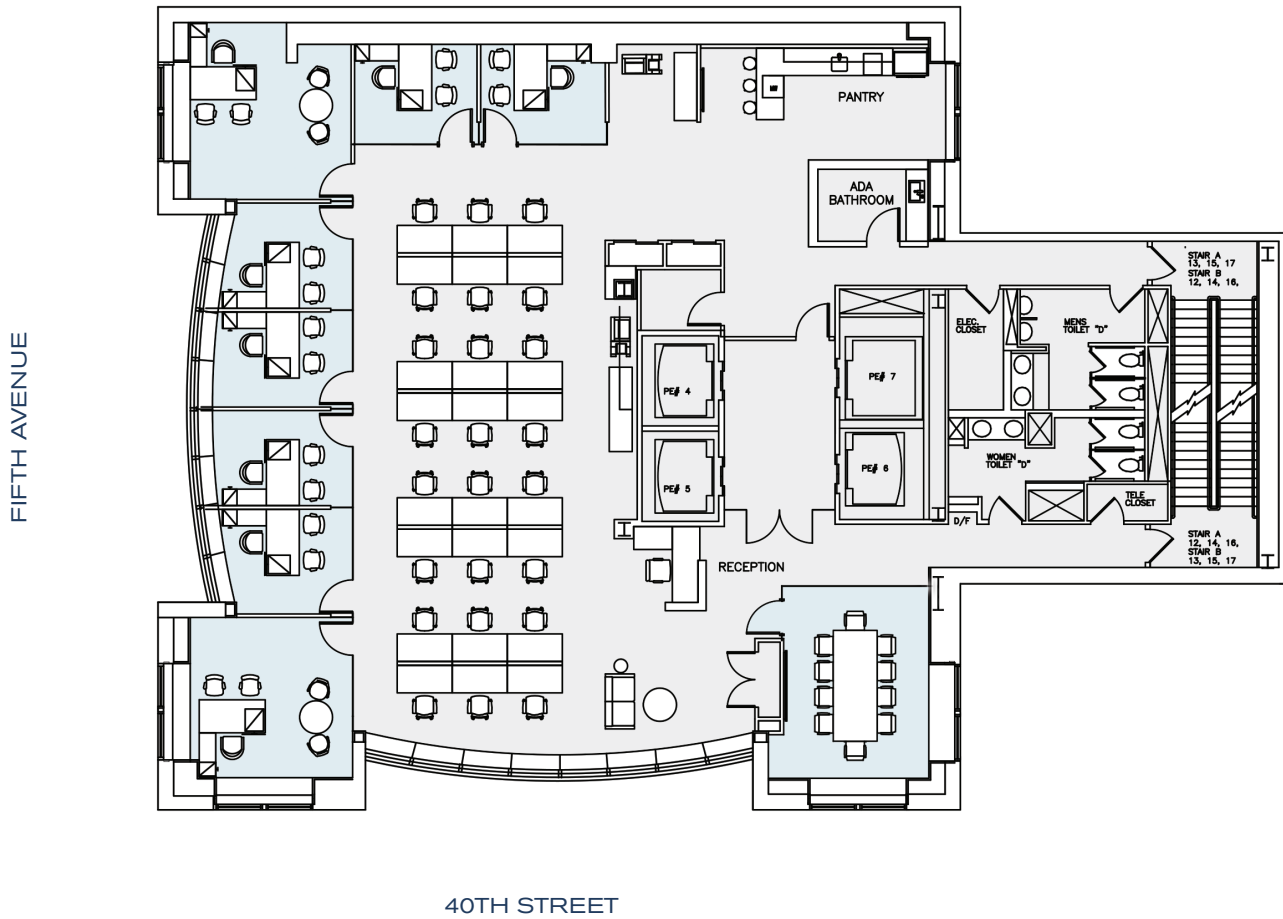 PANTRY
ADA
BATHROOM
STAIR A
13, 15, 17
STAIR B
12, 14, 16,
ELEC.
CLOSET
MENS
TOILET "D"
FIFTH AVENUE
PE# 4
PE# 7
PE# 5
PE# 6
WOMEN
TOILET "D"
TELE
CLOSET
D/F
STAIR A
12, 14, 16,
STAIR B
13, 15, 17
RECEPTION
40TH STREET